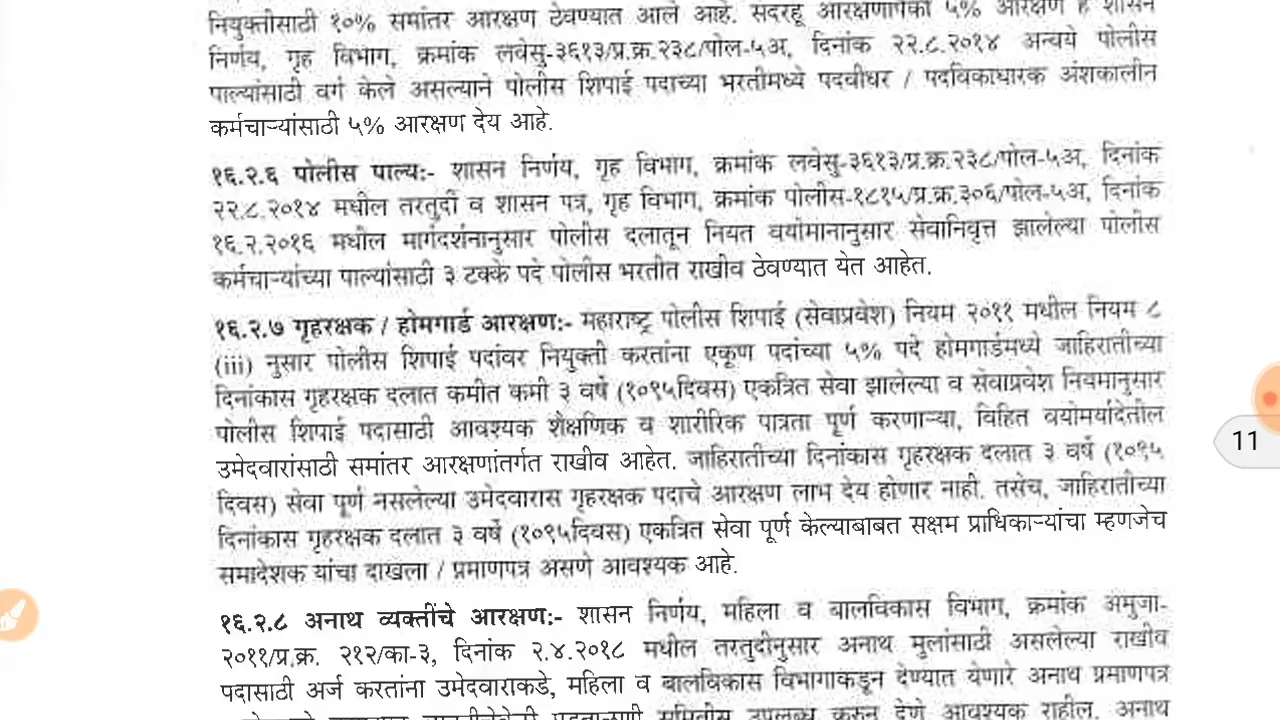 नियुक्तीसाठी १०% समांतर आरक्षण ठेवण्यात आले आहे. सदरहू आरक्षणापैकी ५% आरक्षण हे शासन
निर्णय, गृह विभाग, क्रमांक लवेसु-३६१३/प्र.क्र.२३८/पोल-५अ, दिनांक २२.८.२०१४ अन्वये पोलीस
पाल्यांसाठी वर्ग केले असल्याने पोलीस शिपाई पदाच्या भरतीमध्ये पदवीधर / पदविकाधारक अंशकालीन
कर्मचाऱ्यांसाठी ५% आरक्षण देय आहे.
१६.२.६ पोलीस पाल्य:- शासन निर्णय, गृह विभाग, क्रमांक लवेसु-३६१३/प्र.क्र.२३८/पोल-५अ, दिनांक
२२.८.२०१४ मधील तरतुदी व शासन पत्र, गृह विभाग, क्रमांक पोलीस-१८१५/प्र.क्र.३०६/पोल-५अ, दिनांक
१६.२.२०१६ मधील मार्गदर्शनानुसार पोलीस दलातून नियत वयोमानानुसार सेवानिवृत्त झालेल्या पोलीस
कर्मचाऱ्यांच्या पाल्यांसाठी ३ टक्के पदे पोलीस भरतीत राखीव ठेवण्यात येत आहेत.
१६.२.७ गृहरक्षक / होमगार्ड आरक्षण:- महाराष्ट्र पोलीस शिपाई (सेवाप्रवेश) नियम २०११ मधील नियम ८
(iii) नुसार पोलीस शिपाई पदांवर नियुक्ती करतांना एकूण पदांच्या ५% पदे होमगार्डमध्ये जाहिरातीच्या
दिनांकास गृहरक्षक दलात कमीत कमी ३ वर्षे (१०९५दिवस) एकत्रित सेवा झालेल्या व सेवाप्रवेश नियमानुसार
पोलीस शिपाई पदासाठी आवश्यक शैक्षणिक व शारीरिक पात्रता पूर्ण करणाऱ्या, विहित वयोमर्यादेतील
उमेदवारांसाठी समांतर आरक्षणांतर्गत राखीव आहेत. जाहिरातीच्या दिनांकास गृहरक्षक दलात ३ वर्ष (१०९५
दिवस) सेवा पूर्ण नसलेल्या उमेदवारास गृहरक्षक पदाचे आरक्षण लाभ देय होणार नाही. तसेच, जाहिरातीच्या
दिनांकास गृहरक्षक दलात ३ वर्षे (१०९५दिवस) एकत्रित सेवा पूर्ण केल्याबाबत सक्षम प्राधिकाऱ्यांचा म्हणजेच
समादेशक यांचा दाखला / प्रमाणपत्र असणे आवश्यक आहे.
१६.२.८ अनाथ व्यक्तींचे आरक्षण:- शासन निर्णय, महिला व बालविकास विभाग, क्रमांक अमुजा-
२०११/प्र.क्र. २१२/का-३, दिनांक २.४.२०१८ मधील तरतुदीनुसार अनाथ मुलांसाठी असलेल्या राखीव
पदासाठी अर्ज करतांना उमेदवाराकडे, महिला व बालविकास विभागाकडून देण्यात येणारे अनाथ प्रमाणपत्र
समितीस उपलब्ध करुन देणे आवश्यक राहील. अनाथ
11